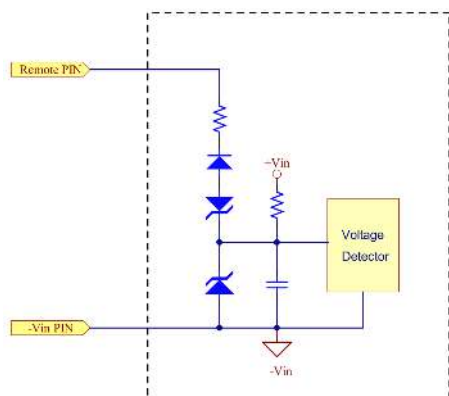 Remote PIN
+Vin
Voltage
Detector
-Vin PIN
-Vin